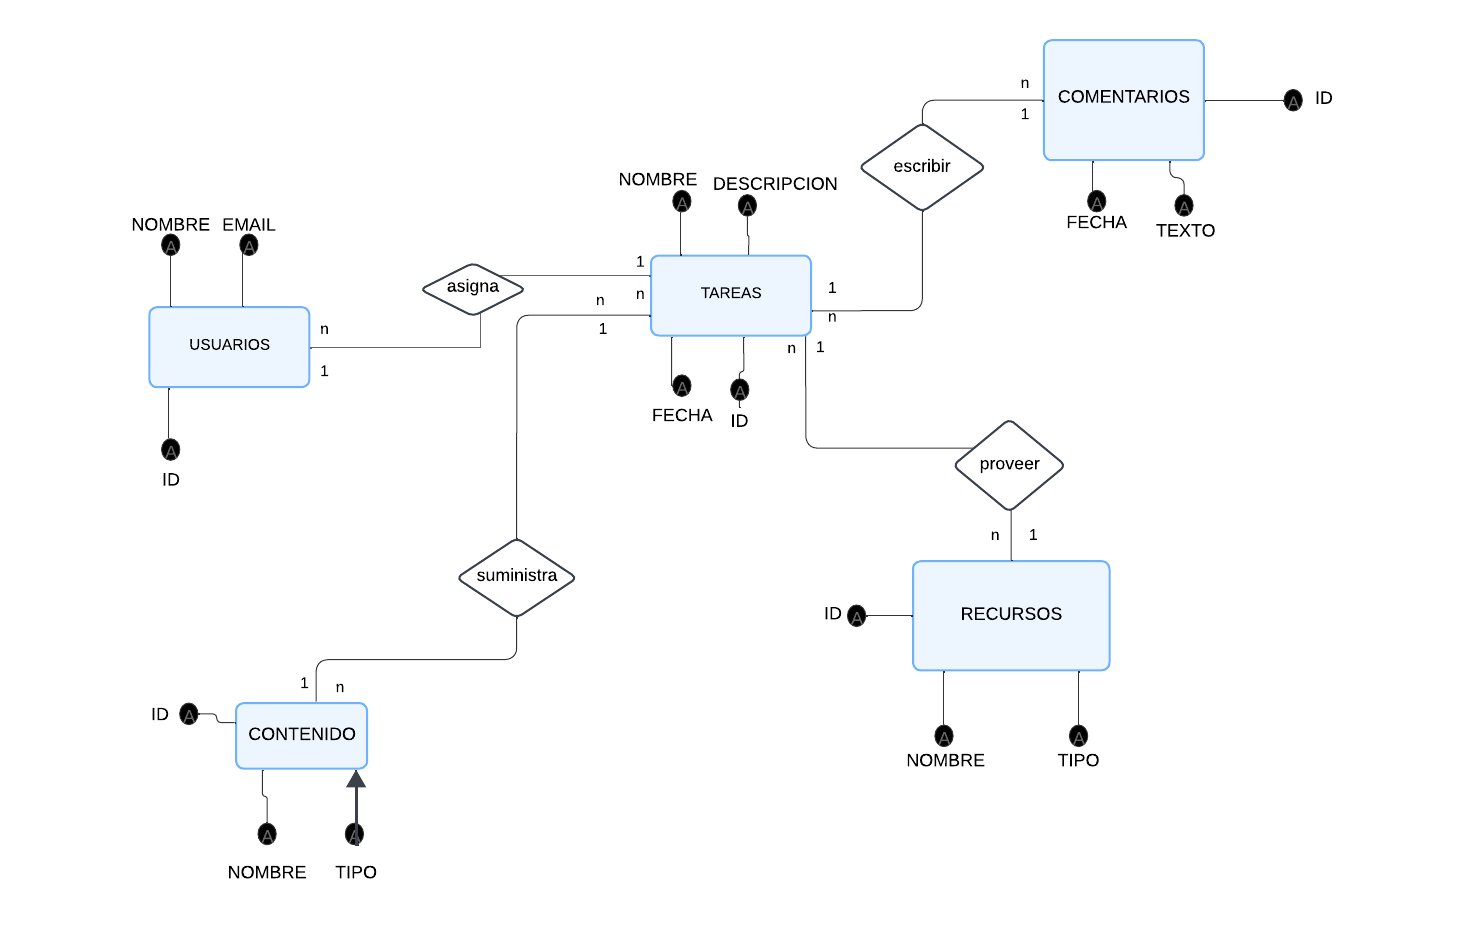 n
COMENTARIOS
ID
1
escribir
NOMBRE
DESCRIPCION
A
A
A
A
A
FECHA
TEXTO
NOMBRE
EMAIL
A
A
1
asigna
n
TAREAS
1
n
n
1
n
USUARIOS
1
n
1
A
A
FECHA
ID
A
ID
proveer
n
1
suministra
ID
A
RECURSOS
1
n
ID
A
CONTENIDO
A
A
NOMBRE
TIPO
A
A
NOMBRE
TIPO